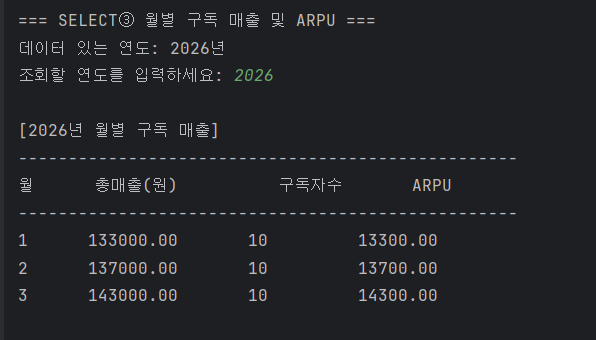 === SELECT③ 월별 구독 매출 및 ARPU ===
데이터 있는 연도: 2026년
조회할 연도를 입력하세요: 2026
[2026년 월별 구독 매출]
--------------------------------------------------
월 총매출(원) 구독자수 ARPU
--------------------------------------------------
1 133000.00 10 13300.00
2 137000.00 10 13700.00
3 143000.00 10 14300.00